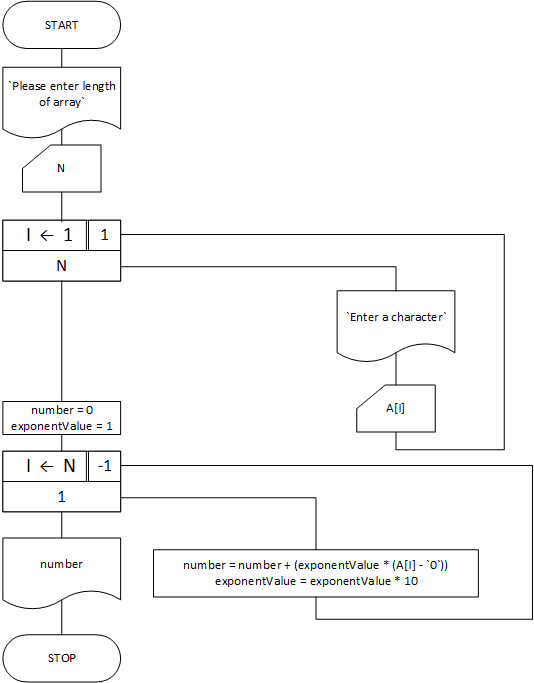 START
`Please enter length
of array`
N
I ← 1
1
N
`Enter a character`
A[I]
number = 0
exponentValue = 1
I ← N
-1
1
number = number + (exponentValue * (A[I] - `0`))
exponentValue = exponentValue * 10
number
STOP